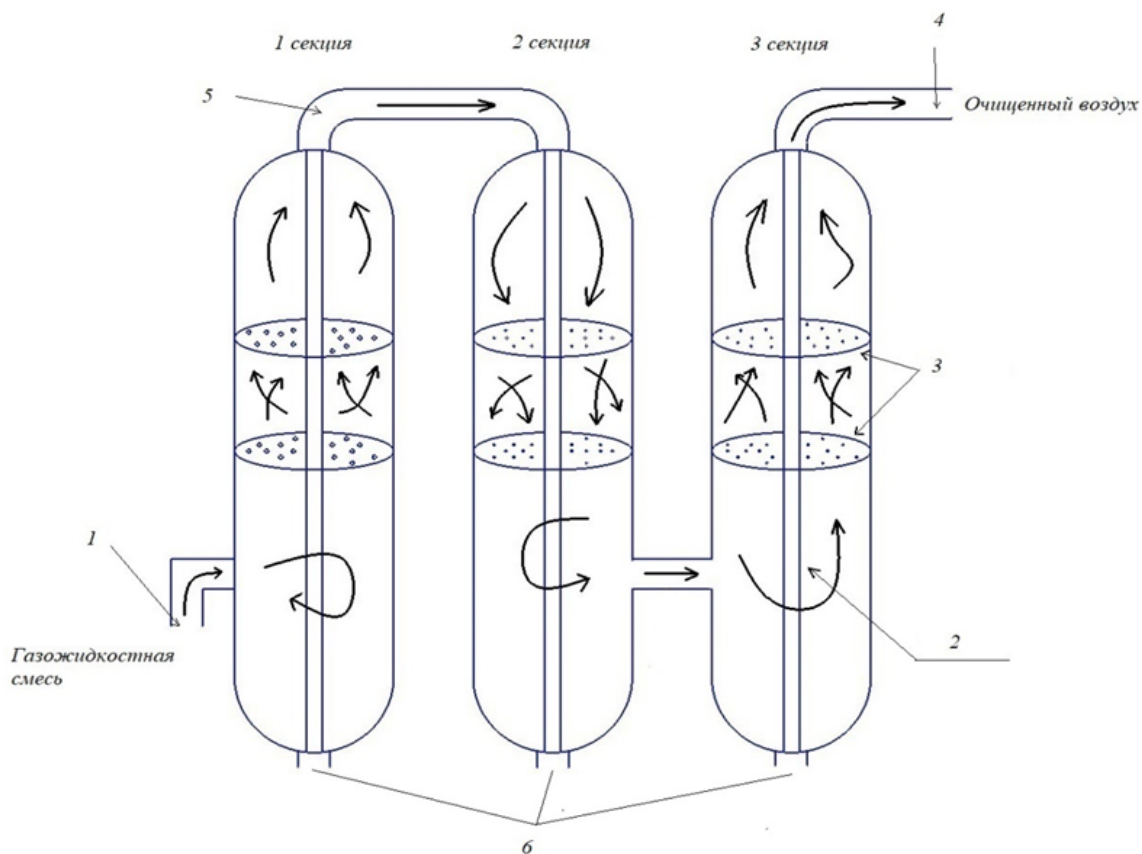 4
1 секция
2 секция
3 секция
5
Очищенный воздух
3
1
2
Газожидкостная
смесь
6